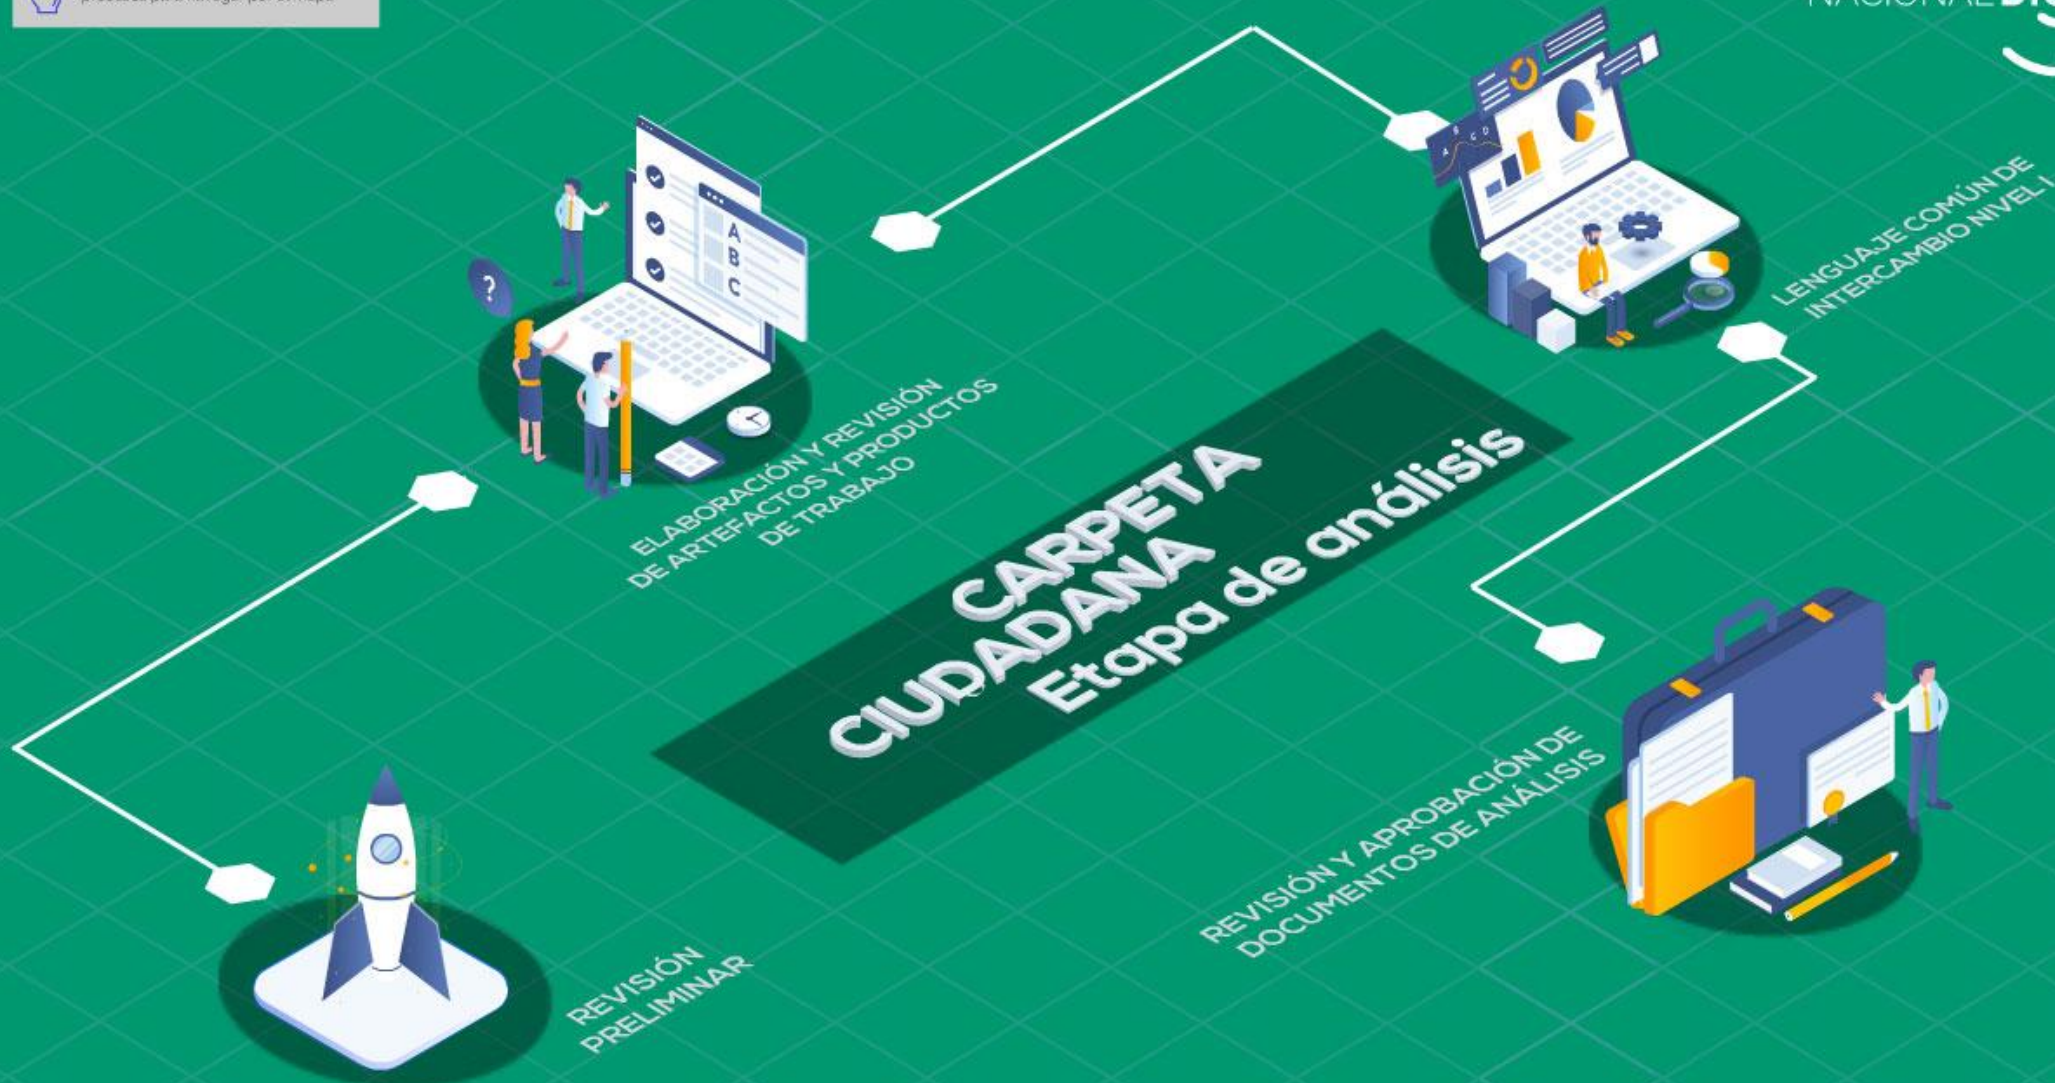 NACIONAL
ELABORACIÓN Y REVISIÓN
DE ARTEFACTOS Y PRODUCTOS
DE TRABAJO
A
B
C
?
A B C D
LENGUAJE COMÚN DE
INTERCAMBIO NIVEL I
CARPETA
CIUDADANA
Etapa de análisis
REVISIÓN
PRELIMINAR
REVISIÓN Y APROBACIÓN DE
DOCUMENTOS DE ANÁLISIS